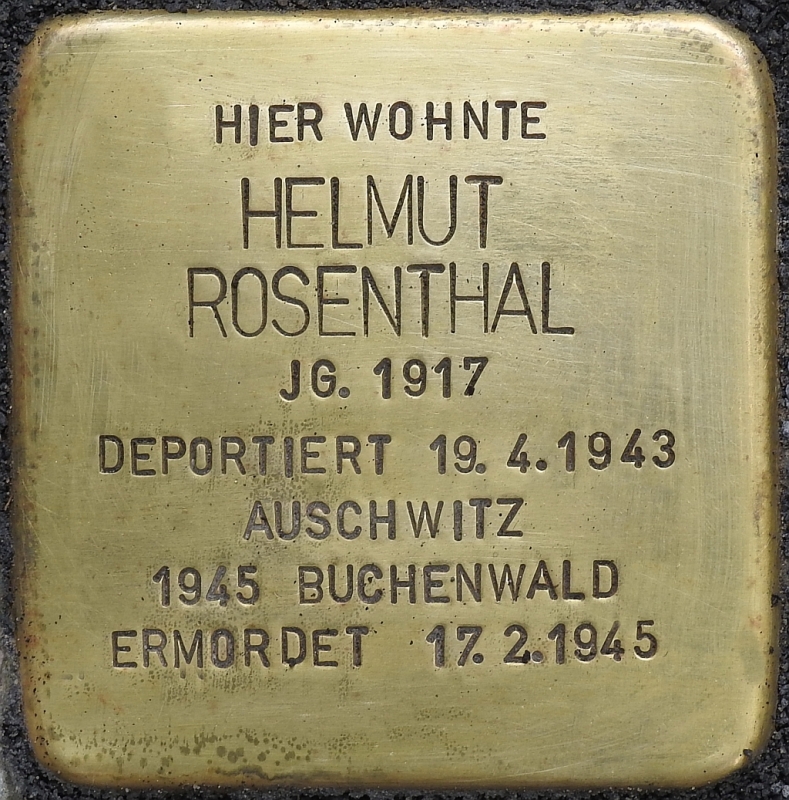 HIER WOHNTE
HELMUT
ROSENTHAL
JG. 1917
DEPORTIERT 19.4.1943
AUSCHWITZ
1945 BUCHENWALD
ERMORDET 17.2.1945